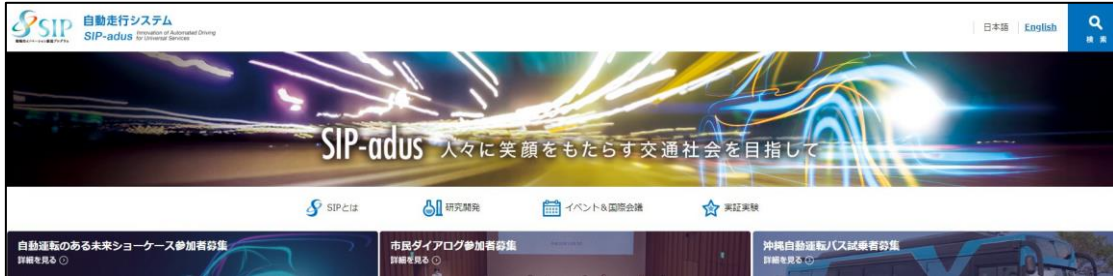 SIP
自動走行システム
SIP-adus Innovation of Automated Driving for Universal Services
日本語
English
検 索
SIP-adus 人々に笑顔をもたらす交通社会を目指して
SIPとは
研究開発
イベント&国際会議
実証実験
自動運転のある未来ショーケース参加者募集
詳細を見る
市民ダイアログ参加者募集
詳細を見る
沖縄自動運転バス試乗者募集
詳細を見る